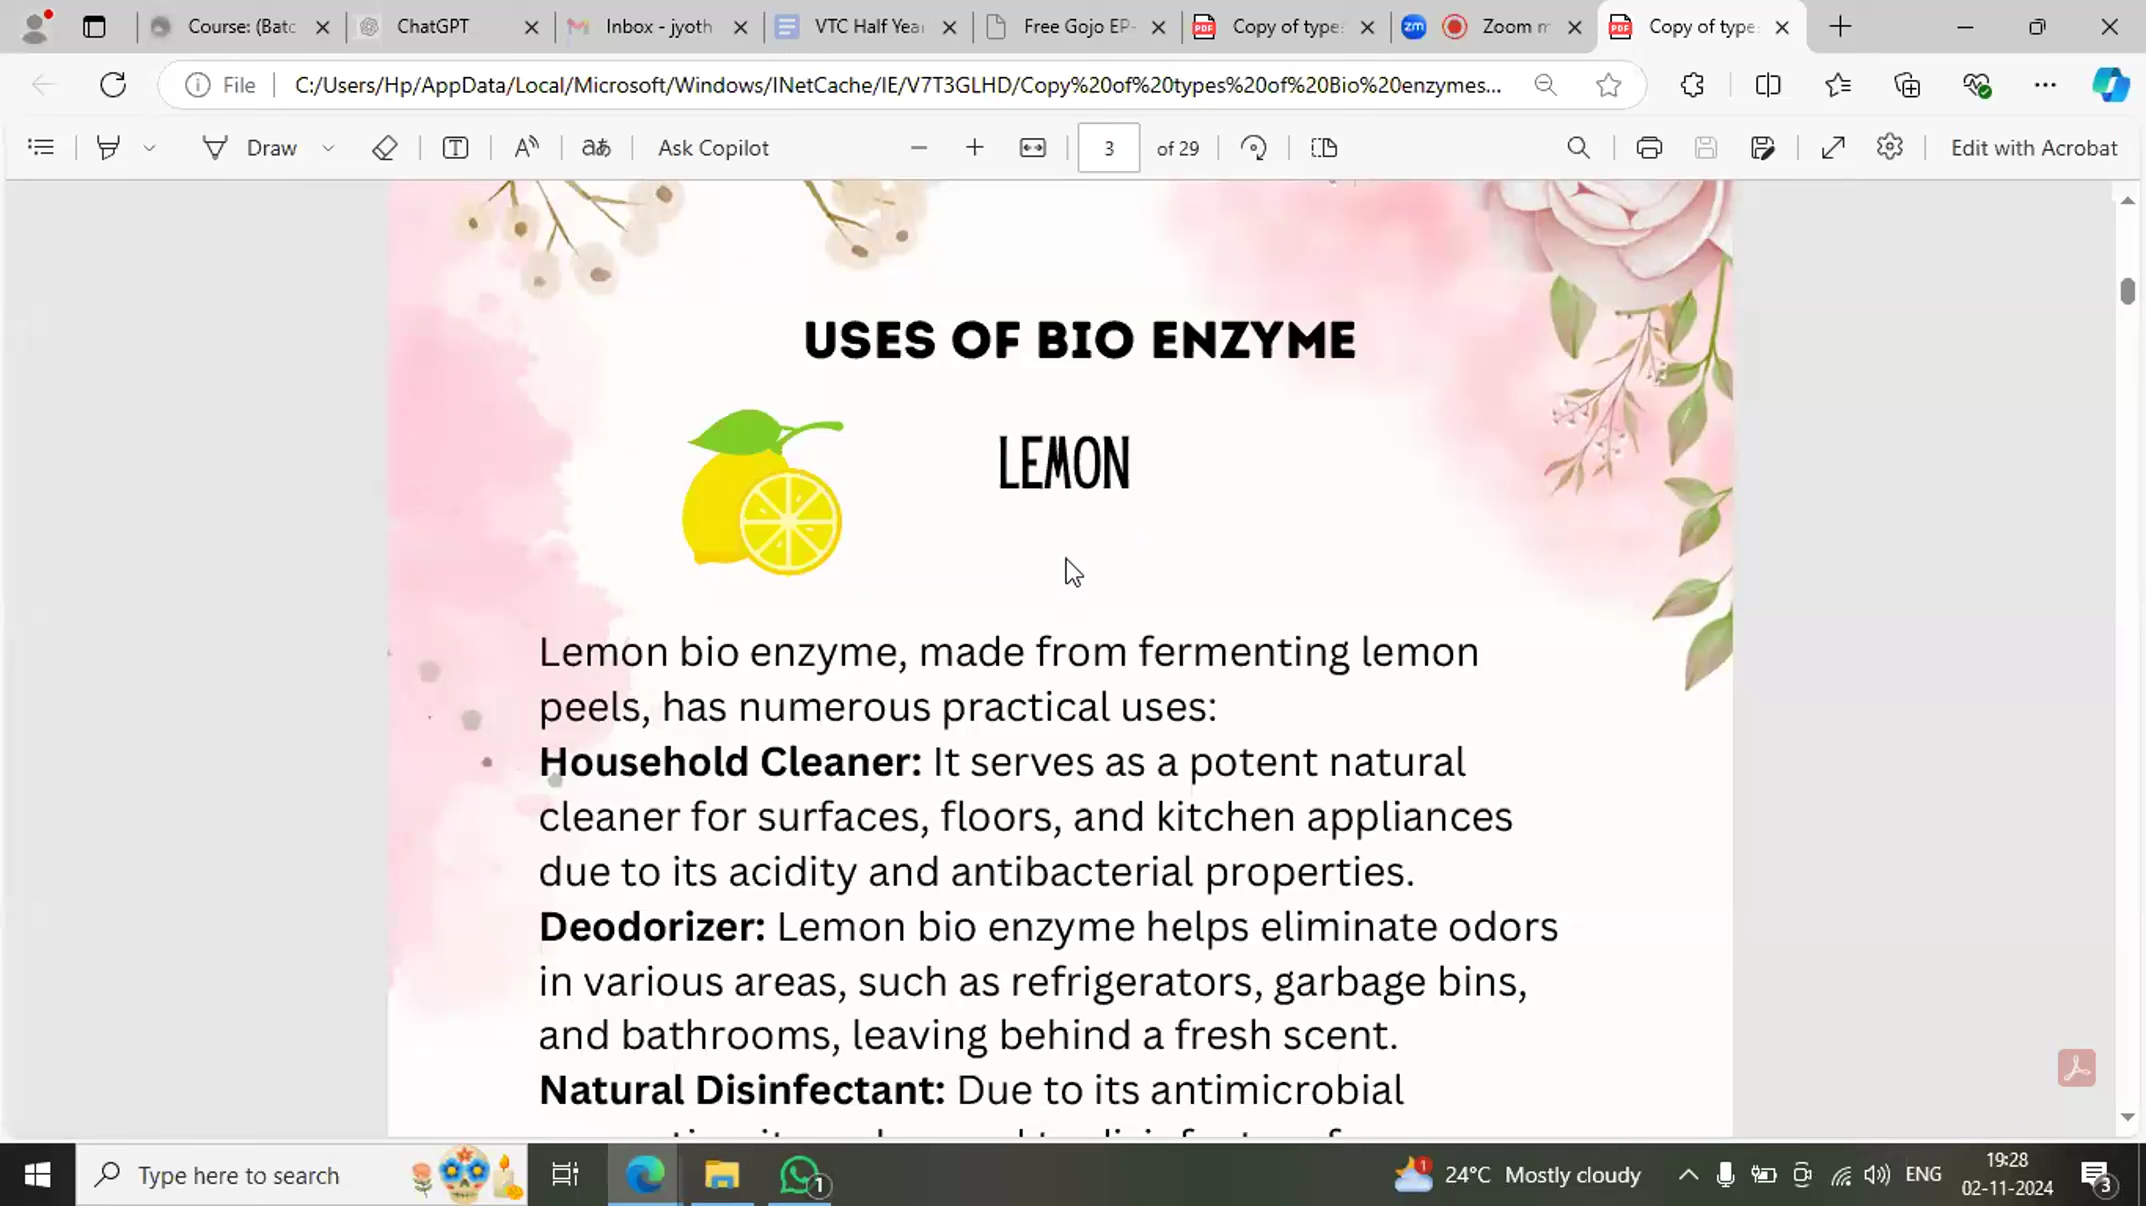 Course: (Batc
ChatGPT
Inbox - jyoth
VTC Half Yea
Free Gojo EP-
Copy of type
zm Zoom m
Copy of type
File C:/Users/Hp/AppData/Local/Microsoft/Windows/INetCache/IE/V7T3GLHD/Copy%20of%20types%20of%20Bio%20enzymes...
Draw
Ask Copilot
3 of 29
Edit with Acrobat
USES OF BIO ENZYME
LEMON
Lemon bio enzyme, made from fermenting lemon
peels, has numerous practical uses:
Household Cleaner: It serves as a potent natural
cleaner for surfaces, floors, and kitchen appliances
due to its acidity and antibacterial properties.
Deodorizer: Lemon bio enzyme helps eliminate odors
in various areas, such as refrigerators, garbage bins,
and bathrooms, leaving behind a fresh scent.
Natural Disinfectant: Due to its antimicrobial
Type here to search
1
1
24°C Mostly cloudy
ENG
19:28
02-11-2024
3